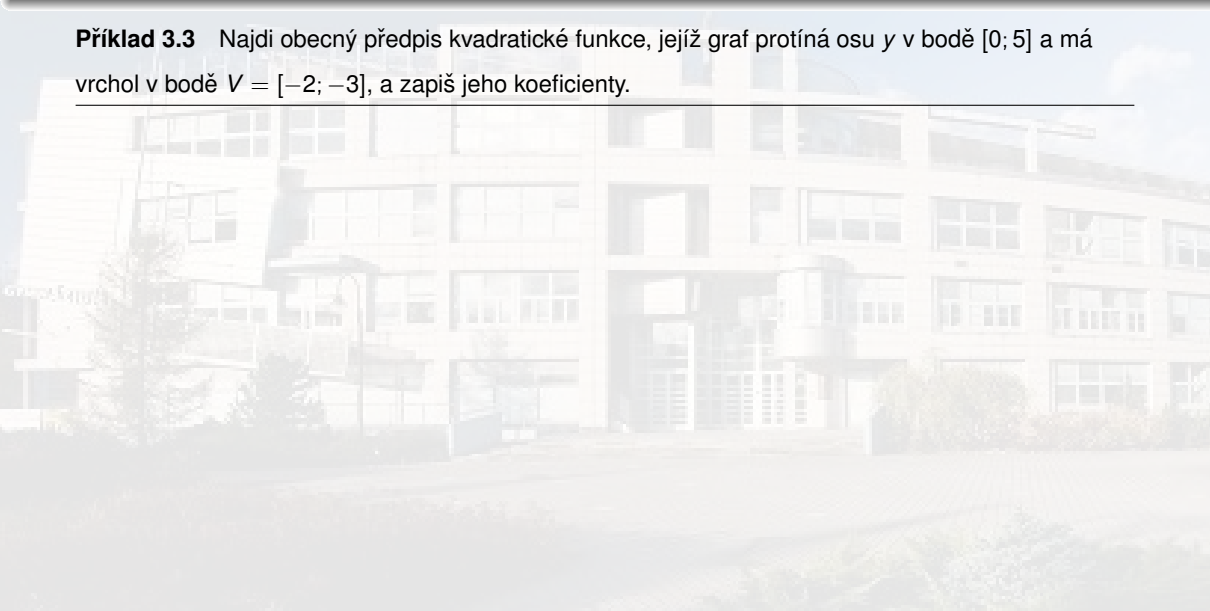 Příklad 3.3 Najdi obecný předpis kvadratické funkce, jejíž graf protíná osu y v bodě [0; 5] a má
vrchol v bodě V = [−2; −3], a zapiš jeho koeficienty.